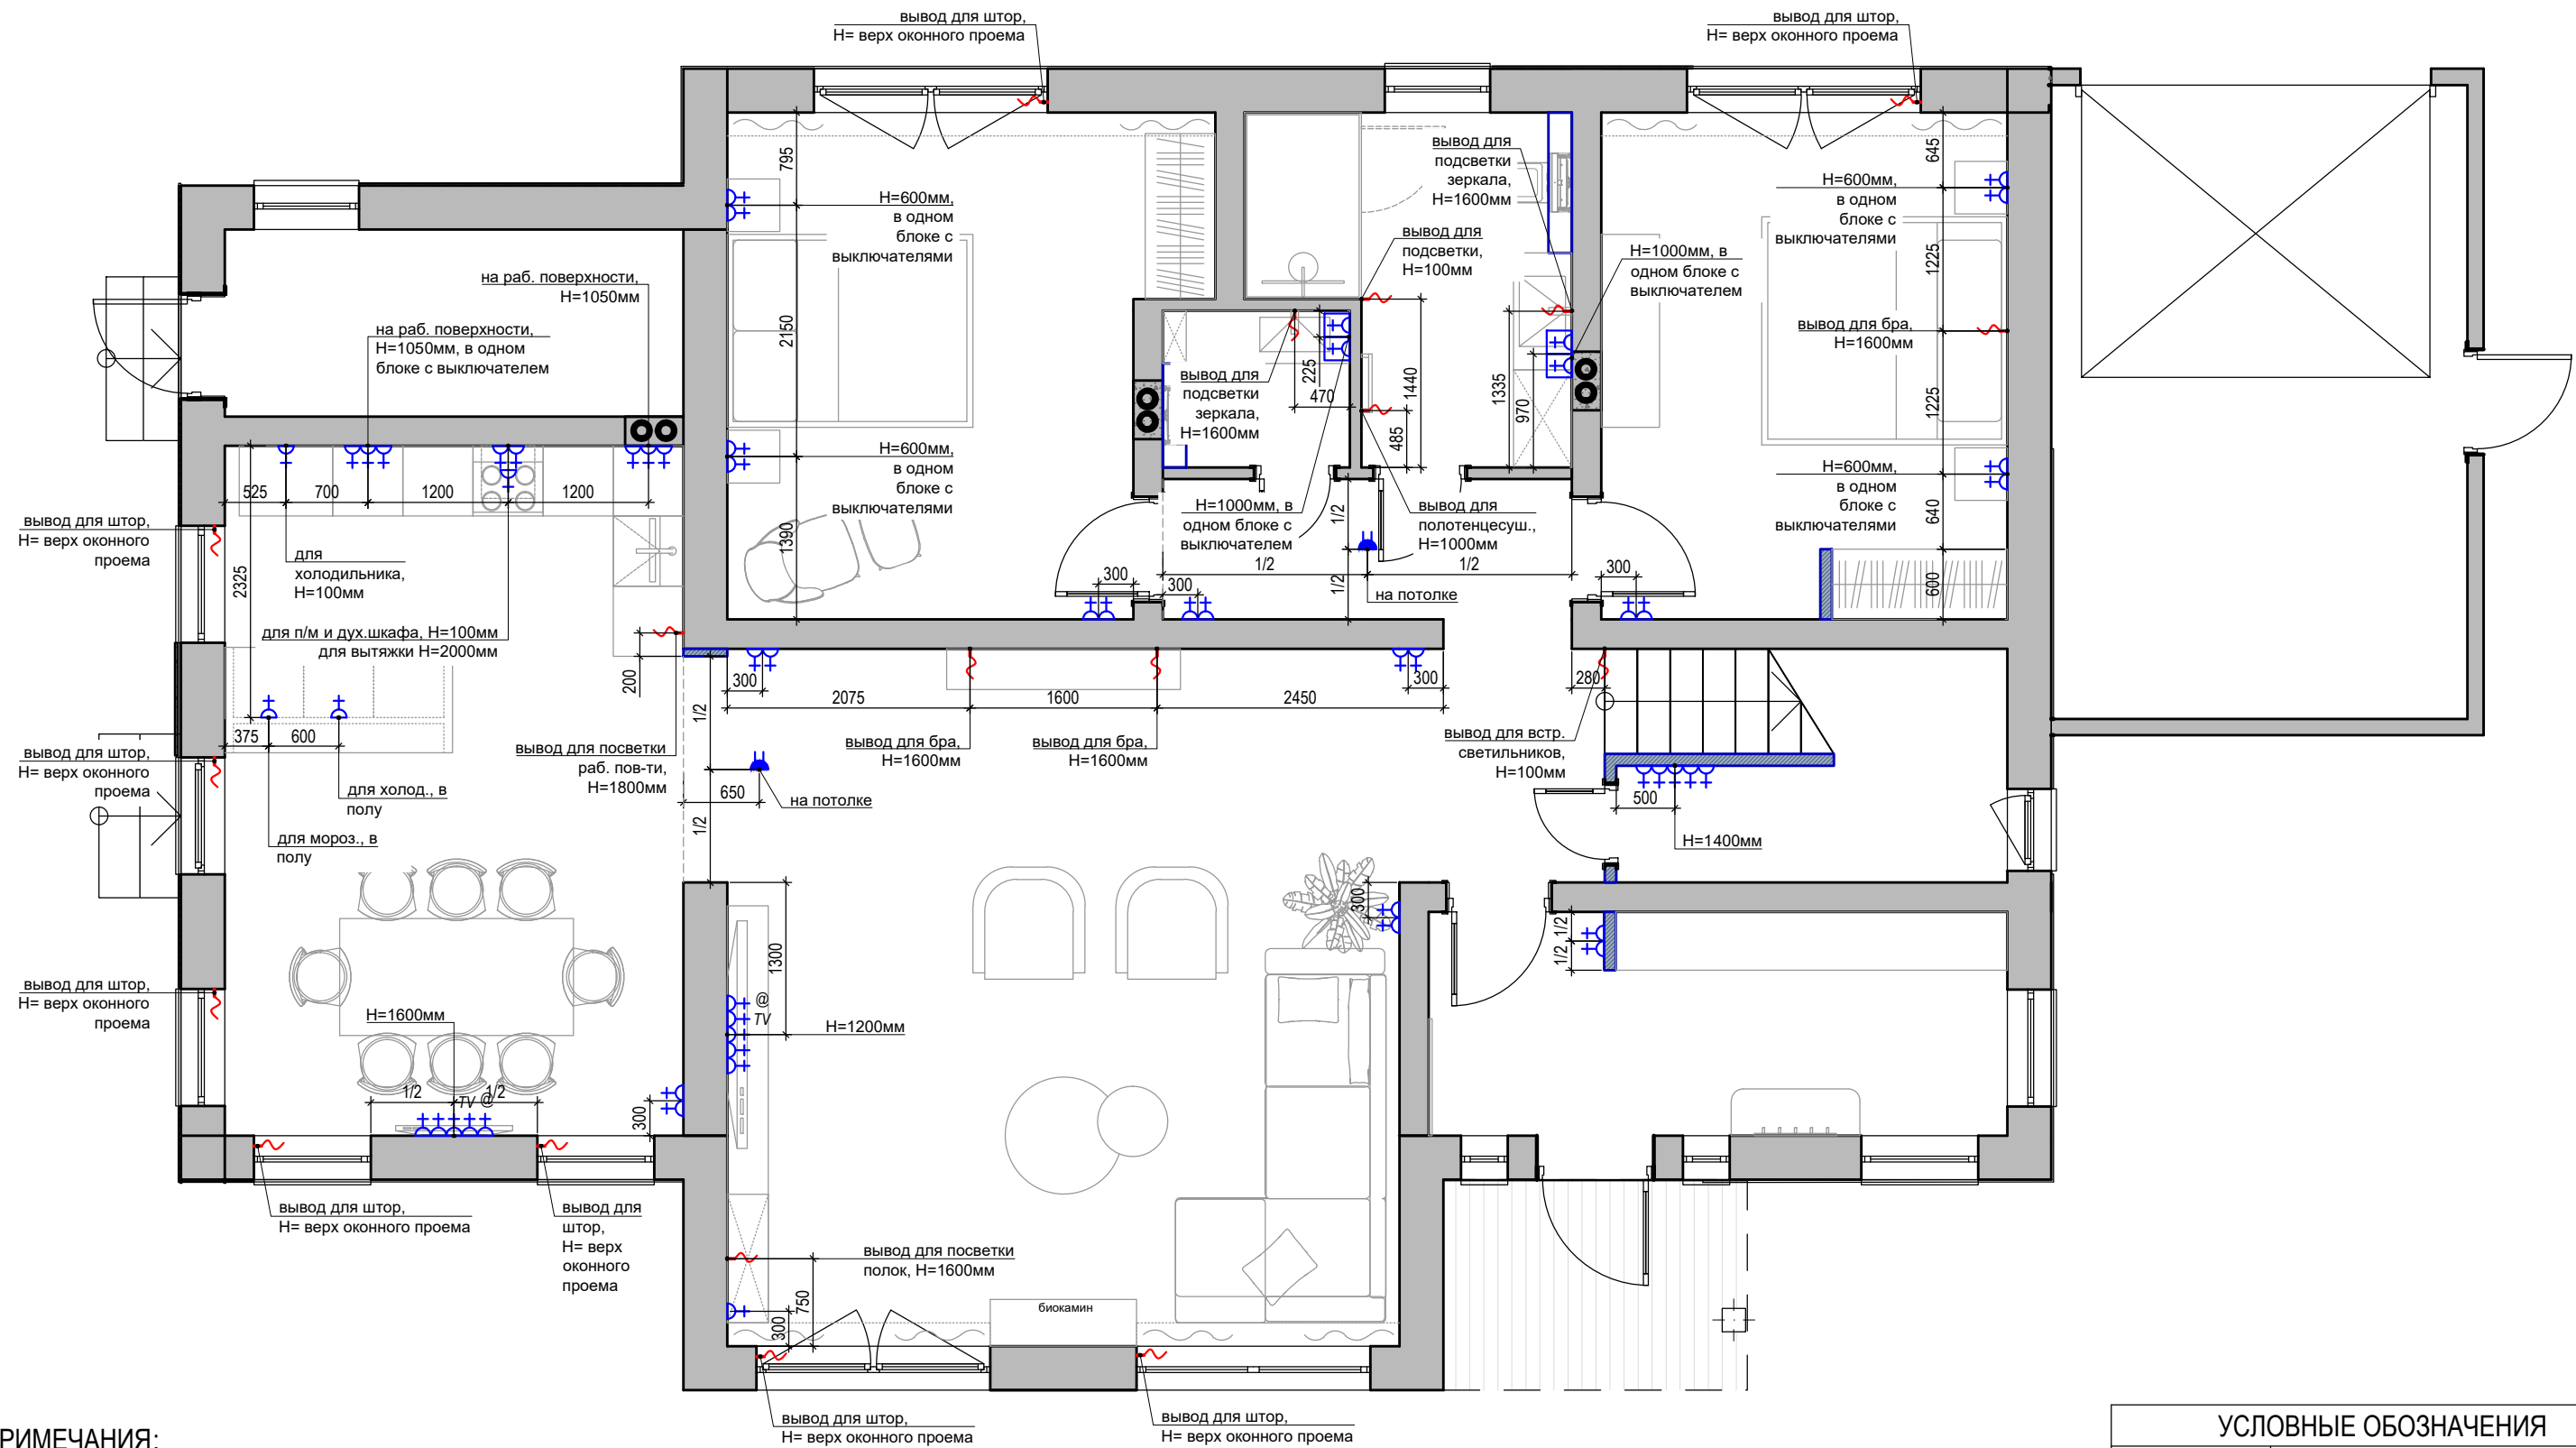 вывод для штор,
H= верх оконного проема
вывод для штор,
H= верх оконного проема
795
H=600мм,
в одном
блоке с
выключателями
вывод для
подсветки
зеркала,
H=1600мм
645
H=600мм,
в одном
блоке с
выключателями
вывод для
подсветки,
H=100мм
H=1000мм, в
одном блоке с
выключателем
1225
на раб. поверхности,
H=1050мм
на раб. поверхности,
H=1050мм, в одном
блоке с выключателем
2150
вывод для бра,
H=1600мм
вывод для
подсветки
зеркала,
H=1600мм
225
470
1440
485
1335
970
1225
H=600мм,
в одном
блоке с
выключателями
H=600мм,
в одном
блоке с
выключателями
525
700
1200
1200
вывод для штор,
H= верх оконного
проема
для
холодильника,
H=100мм
2325
1390
H=1000мм, в
одном блоке с
выключателем
1/2
вывод для
полотенцесуш.,
H=1000мм
640
1/2
1/2
1/2
300
300
300
на потолке
600
для п/м и дух.шкафа, H=100мм
для вытяжки H=2000мм
200
300
2075
1600
2450
300
280
375
600
1/2
вывод для штор,
H= верх оконного
проема
вывод для посветки
раб. пов-ти,
H=1800мм
вывод для бра,
H=1600мм
вывод для бра,
H=1600мм
вывод для встр.
светильников,
H=100мм
для холод., в
полу
650
на потолке
500
1/2
для мороз., в
полу
H=1400мм
300
1/2
1/2
1300
вывод для штор,
H= верх оконного
проема
H=1600мм
@
TV
H=1200мм
1/2
1/2
TV @
300
вывод для штор,
H= верх оконного проема
вывод для
штор,
H= верх
оконного
проема
вывод для посветки
полок, H=1600мм
750
300
биокамин
вывод для штор,
H= верх оконного проема
вывод для штор,
H= верх оконного проема
РИМЕЧАНИЯ:
УСЛОВНЫЕ ОБОЗНАЧЕНИЯ